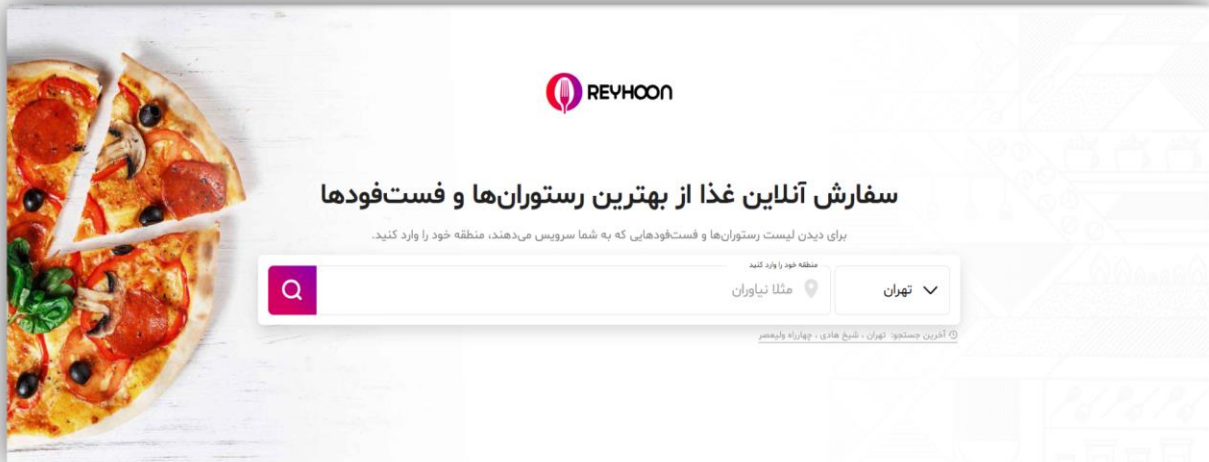 REYHOON
سفارش آنلاین غذا از بهترین رستوران‌ها و فست‌فودها
برای دیدن لیست رستوران‌ها و فست‌فودهایی که به شما سرویس می‌دهند، منطقه خود را وارد کنید.
تهران
منطقه خود را وارد کنید
مثلا نیاوران
آخرین جستجو: تهران ، شیخ هادی ، چهارراه ولیعصر